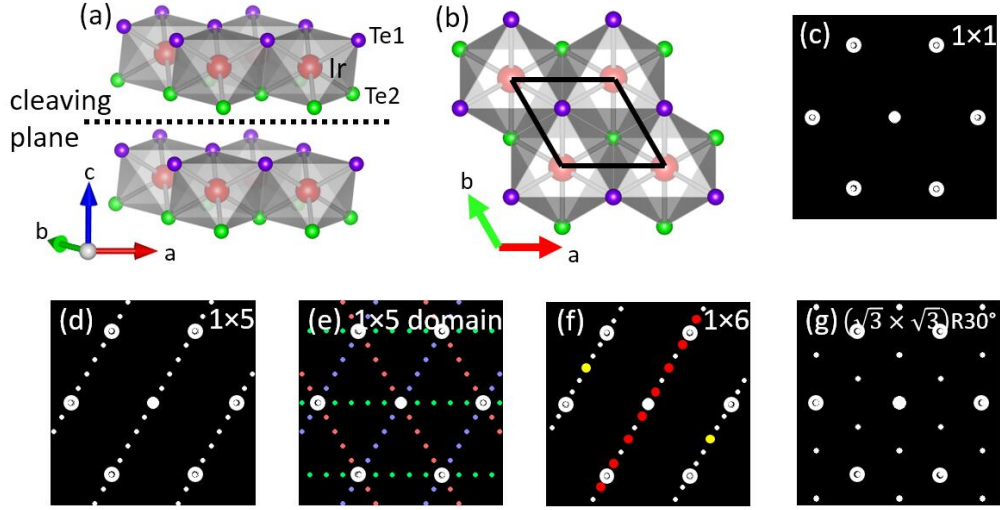 (a)
Te1
Ir
Te2
cleaving
plane
c
b
a
(b)
b
a
(c) 1×1
(d) 1×5
(e) 1×5 domain
(f) 1×6
(g) (√3 × √3)R30°